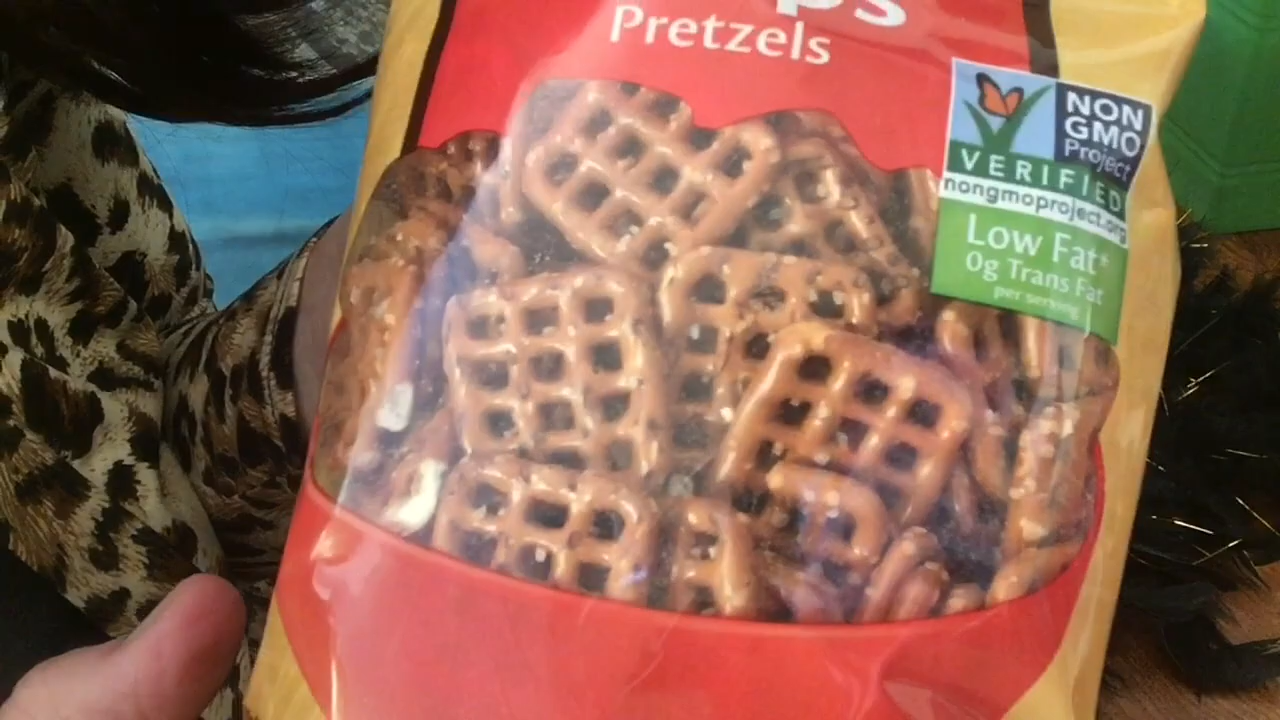 Pretzels
NON
GMO
Project
VERIFIED
nongmoproject.org
Low Fat*
0g Trans Fat
per serving